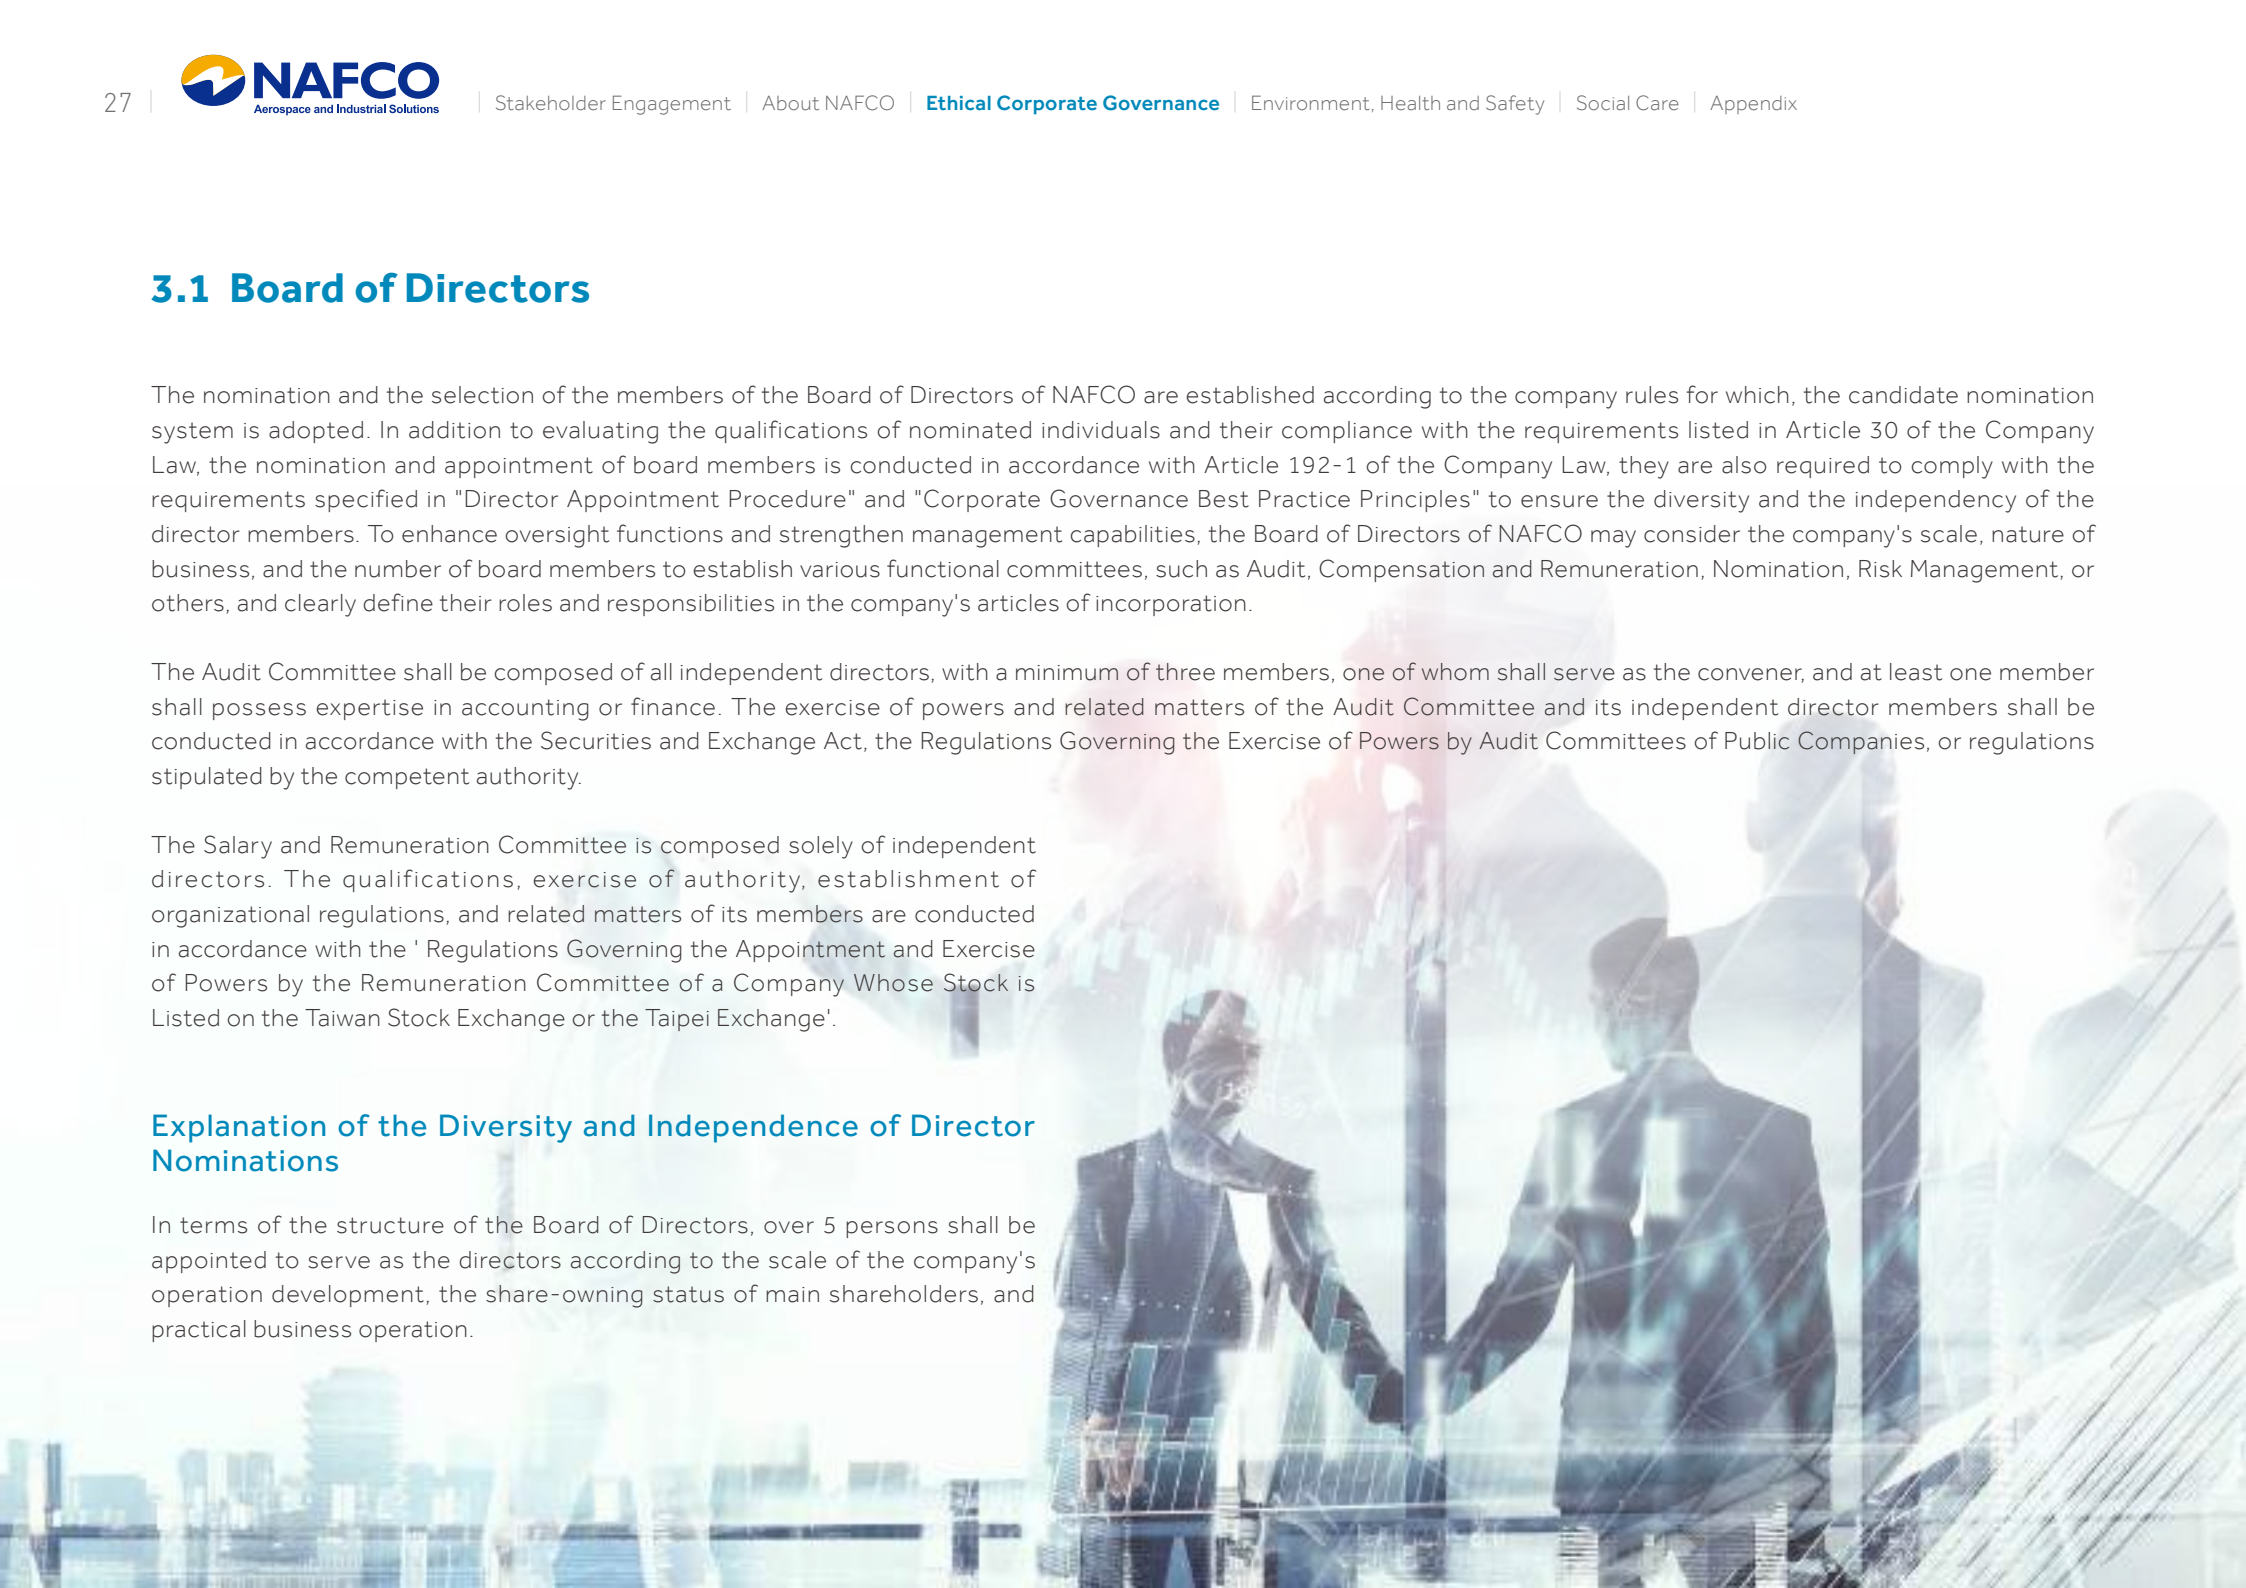 27
NAFCO
Aerospace and Industrial Solutions
Stakeholder Engagement
About NAFCO
Ethical Corporate Governance
Environment, Health and Safety
Social Care
Appendix
3.1 Board of Directors
The nomination and the selection of the members of the Board of Directors of NAFCO are established according to the company rules for which, the candidate nomination
system is adopted. In addition to evaluating the qualifications of nominated individuals and their compliance with the requirements listed in Article 30 of the Company
Law, the nomination and appointment of board members is conducted in accordance with Article 192-1 of the Company Law, they are also required to comply with the
requirements specified in "Director Appointment Procedure" and "Corporate Governance Best Practice Principles" to ensure the diversity and the independency of the
director members. To enhance oversight functions and strengthen management capabilities, the Board of Directors of NAFCO may consider the company's scale, nature of
business, and the number of board members to establish various functional committees, such as Audit, Compensation and Remuneration, Nomination, Risk Management, or
others, and clearly define their roles and responsibilities in the company's articles of incorporation.
The Audit Committee shall be composed of all independent directors, with a minimum of three members, one of whom shall serve as the convener, and at least one member
shall possess expertise in accounting or finance. The exercise of powers and related matters of the Audit Committee and its independent director members shall be
conducted in accordance with the Securities and Exchange Act, the Regulations Governing the Exercise of Powers by Audit Committees of Public Companies, or regulations
stipulated by the competent authority.
The Salary and Remuneration Committee is composed solely of independent
directors. The qualifications, exercise of authority, establishment of
organizational regulations, and related matters of its members are conducted
in accordance with the ' Regulations Governing the Appointment and Exercise
of Powers by the Remuneration Committee of a Company Whose Stock is
Listed on the Taiwan Stock Exchange or the Taipei Exchange'.
Explanation of the Diversity and Independence of Director
Nominations
In terms of the structure of the Board of Directors, over 5 persons shall be
appointed to serve as the directors according to the scale of the company's
operation development, the share-owning status of main shareholders, and
practical business operation.